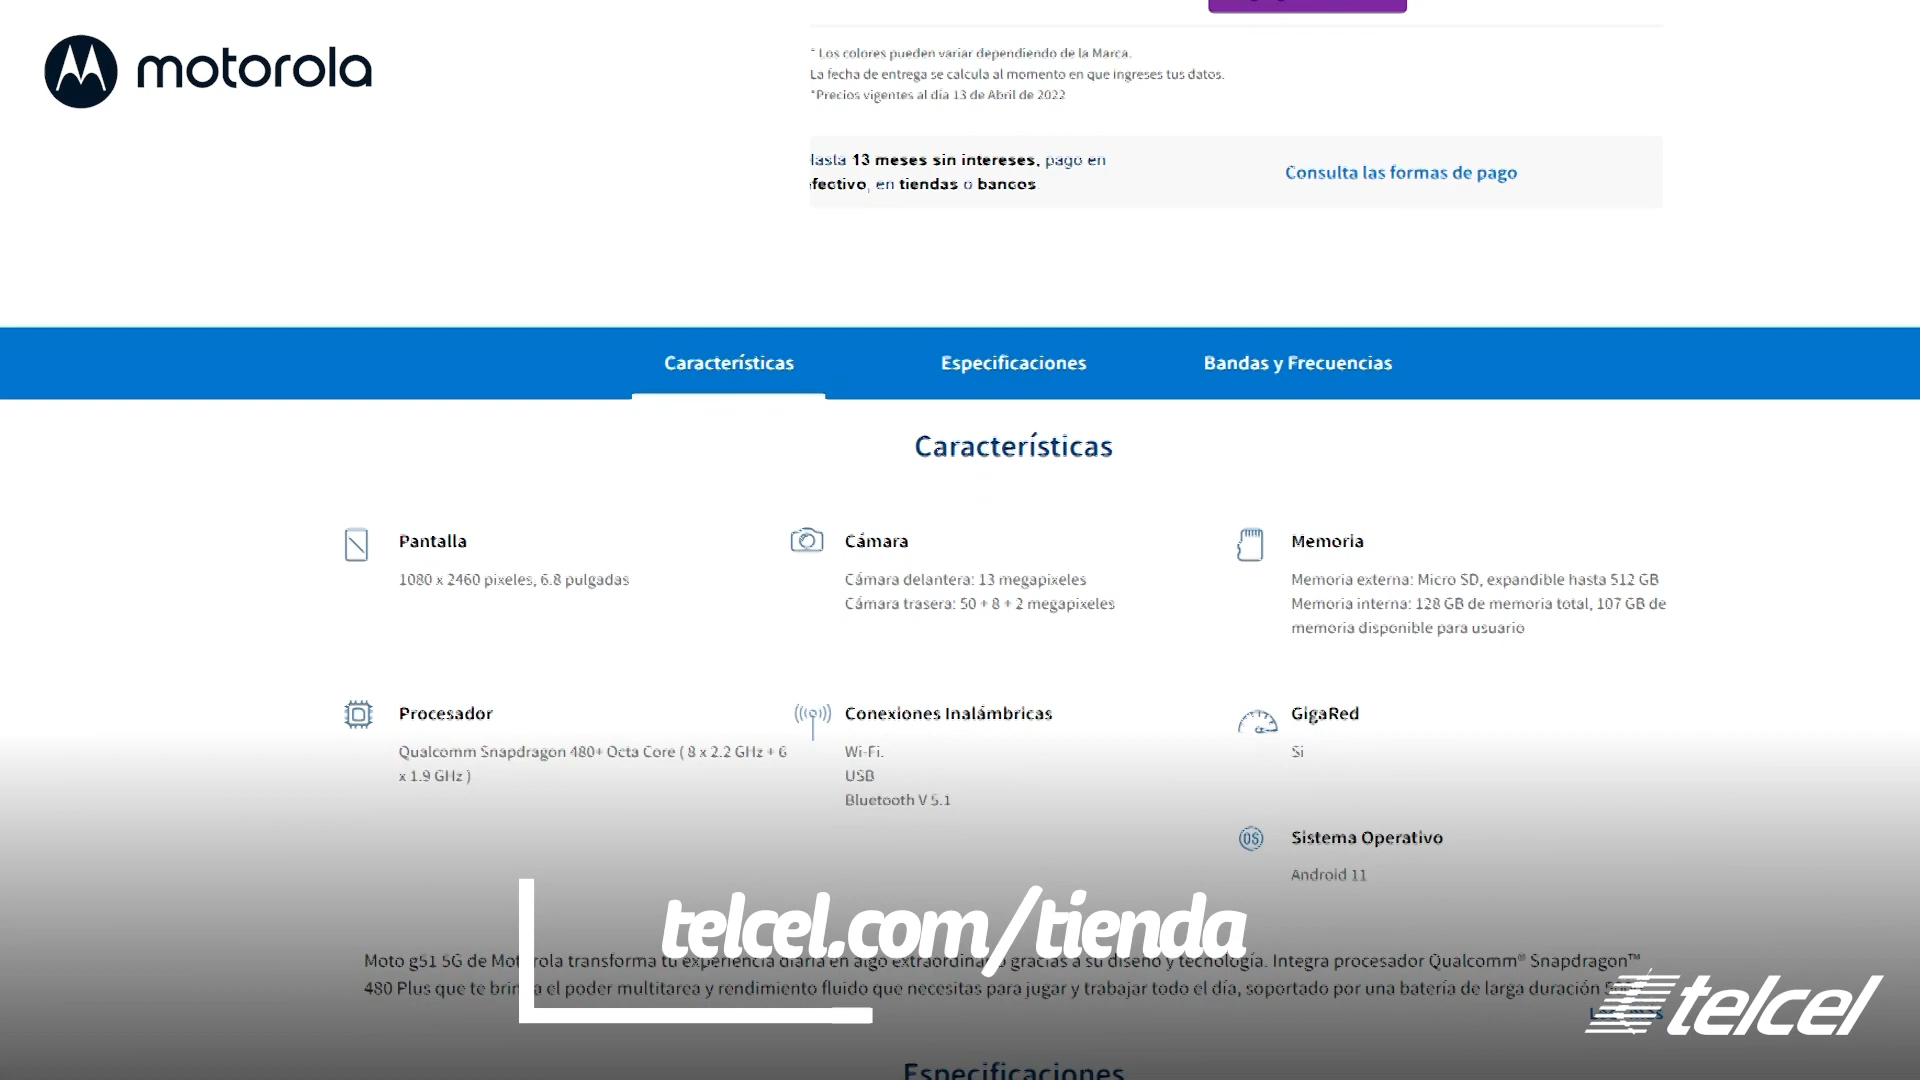 motorola
* Los colores pueden variar dependiendo de la Marca.
La fecha de entrega se calcula al momento en que ingreses tus datos.
*Precios vigentes al día 13 de Abril de 2022
Hasta 13 meses sin intereses, pago en
efectivo, en tiendas o bancos
Consulta las formas de pago
Características
Especificaciones
Bandas y Frecuencias
Características
Pantalla
1080 x 2460 pixeles, 6.8 pulgadas
Cámara
Cámara delantera: 13 megapixeles
Cámara trasera: 50 + 8 + 2 megapixeles
Memoria
Memoria externa: Micro SD, expandible hasta 512 GB
Memoria interna: 128 GB de memoria total, 107 GB de
memoria disponible para usuario
Procesador
Qualcomm Snapdragon 480+ Octa Core ( 8 x 2.2 GHz + 6
x 1.9 GHz )
Conexiones Inalámbricas
Wi-Fi.
USB
Bluetooth V 5.1
GigaRed
Si
OS
Sistema Operativo
Android 11
telcel.com/tienda
Moto g51 5G de Motorola transforma tu experiencia diaria en algo extraordinario gracias a su diseño y tecnología. Integra procesador Qualcomm® Snapdragon™
480 Plus que te brinda el poder multitarea y rendimiento fluido que necesitas para jugar y trabajar todo el día, soportado por una batería de larga duración
telcel
Especificaciones